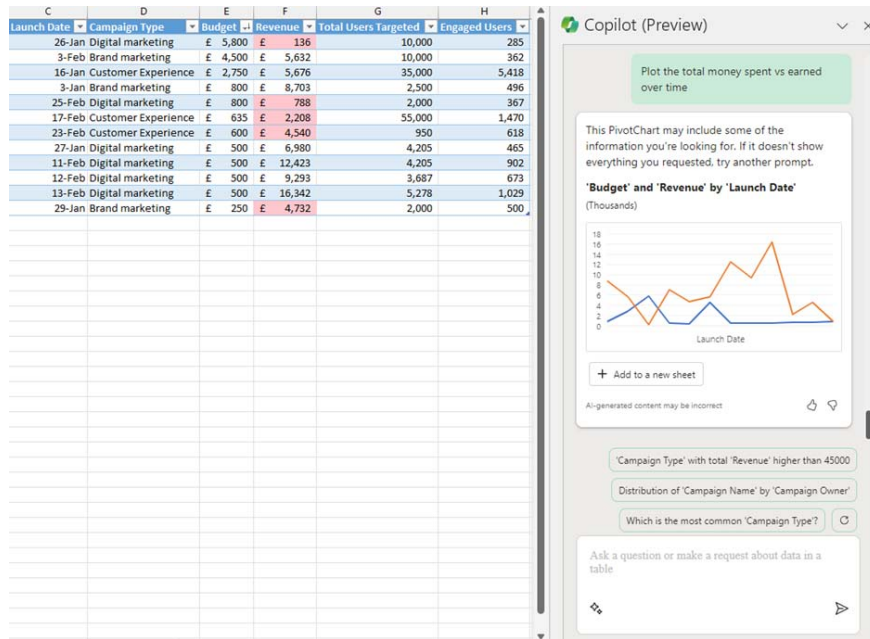 C D E F G H
Launch Date Campaign Type Budget Revenue Total Users Targeted Engaged Users
26-Jan Digital marketing £ 5,800 £ 136 10,000 285
3-Feb Brand marketing £ 4,500 £ 5,632 10,000 362
16-Jan Customer Experience £ 2,750 £ 5,676 35,000 5,418
3-Jan Brand marketing £ 800 £ 8,703 2,500 496
25-Feb Digital marketing £ 800 £ 788 2,000 367
17-Feb Customer Experience £ 635 £ 2,208 55,000 1,470
23-Feb Customer Experience £ 600 £ 4,540 950 618
27-Jan Digital marketing £ 500 £ 6,980 4,205 465
11-Feb Digital marketing £ 500 £ 12,423 4,205 902
12-Feb Digital marketing £ 500 £ 9,293 3,687 673
13-Feb Digital marketing £ 500 £ 16,342 5,278 1,029
29-Jan Brand marketing £ 250 £ 4,732 2,000 500
Copilot (Preview)
Plot the total money spent vs earned
over time
This PivotChart may include some of the
information you're looking for. If it doesn't show
everything you requested, try another prompt.
'Budget' and 'Revenue' by 'Launch Date'
(Thousands)
18
16
14
12
10
8
6
4
2
0
Launch Date
+ Add to a new sheet
AI-generated content may be incorrect
'Campaign Type' with total 'Revenue' higher than 45000
Distribution of 'Campaign Name' by 'Campaign Owner'
Which is the most common 'Campaign Type'?
Ask a question or make a request about data in a
table